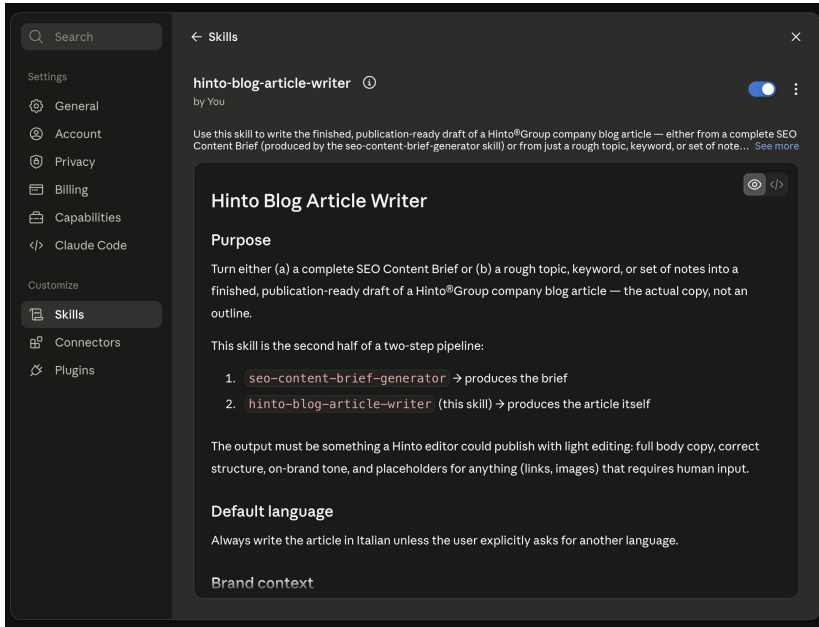 Search
Settings
General
Account
Privacy
Billing
Capabilities
Claude Code
Customize
Skills
Connectors
Plugins
← Skills
hinto-blog-article-writer
by You
Use this skill to write the finished, publication-ready draft of a Hinto®Group company blog article — either from a complete SEO
Content Brief (produced by the seo-content-brief-generator skill) or from just a rough topic, keyword, or set of note... See more
Hinto Blog Article Writer
Purpose
Turn either (a) a complete SEO Content Brief or (b) a rough topic, keyword, or set of notes into a
finished, publication-ready draft of a Hinto®Group company blog article — the actual copy, not an
outline.
This skill is the second half of a two-step pipeline:
1. seo-content-brief-generator → produces the brief
2. hinto-blog-article-writer (this skill) → produces the article itself
The output must be something a Hinto editor could publish with light editing: full body copy, correct
structure, on-brand tone, and placeholders for anything (links, images) that requires human input.
Default language
Always write the article in Italian unless the user explicitly asks for another language.
Brand context